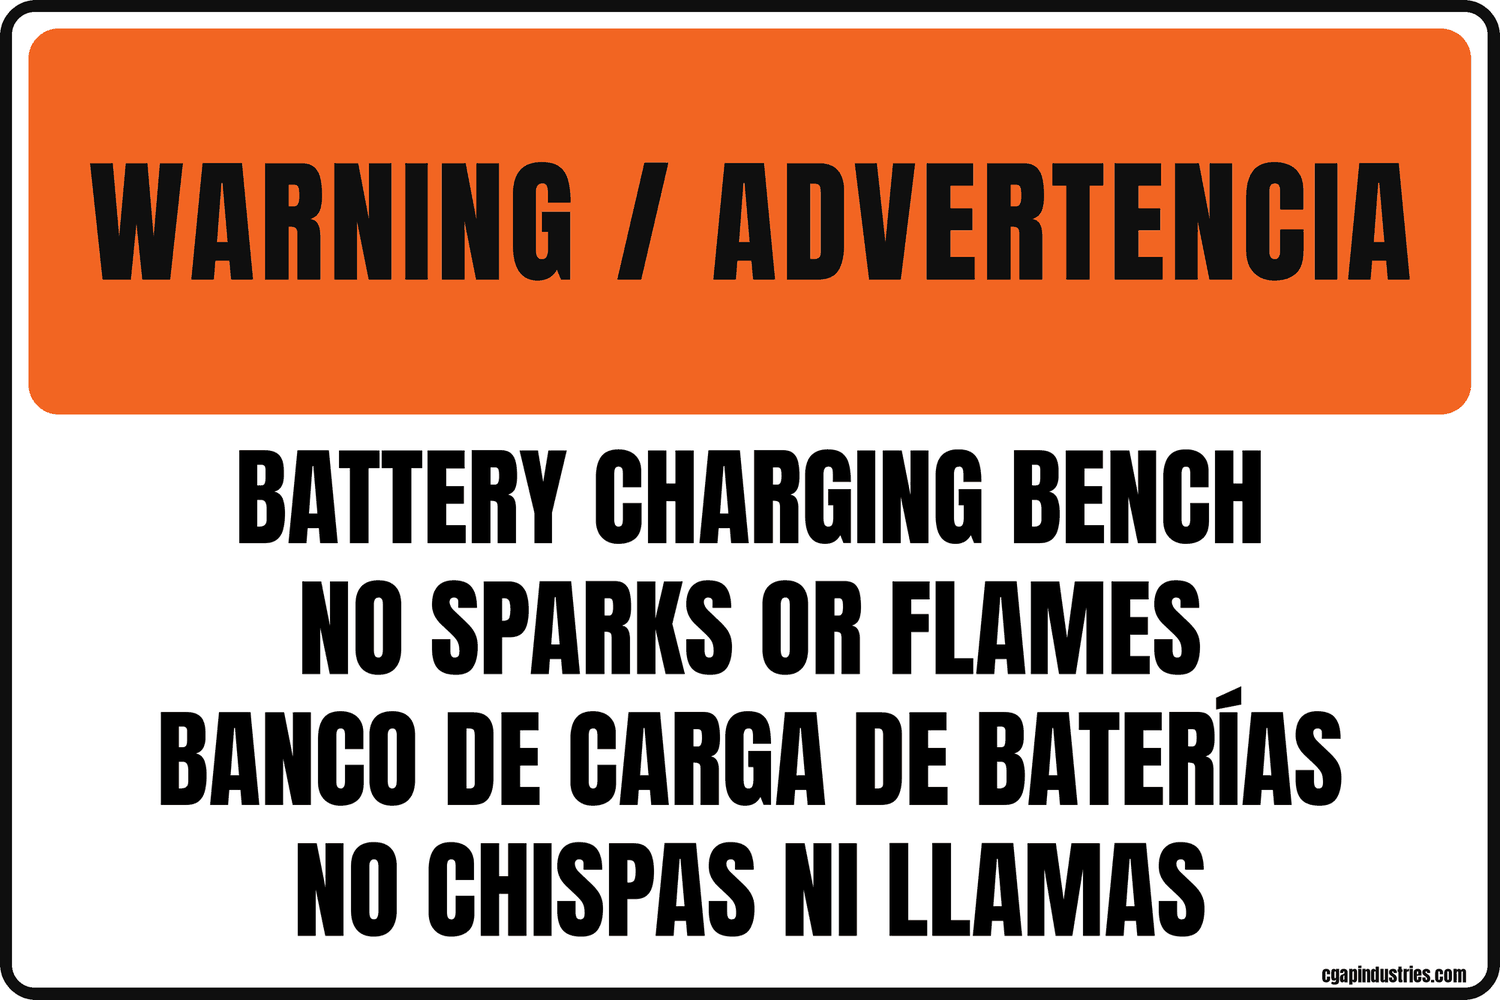 WARNING / ADVERTENCIA
BATTERY CHARGING BENCH
NO SPARKS OR FLAMES
BANCO DE CARGA DE BATERÍAS
NO CHISPAS NI LLAMAS
cgapindustries.com